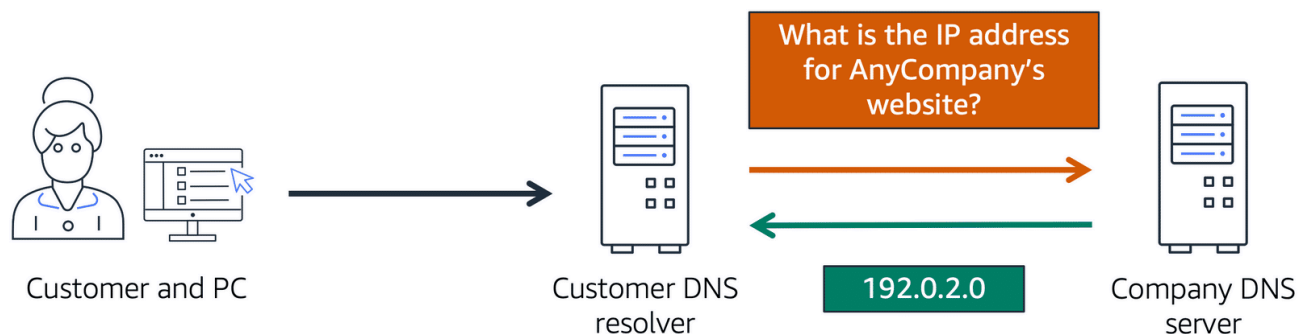 What is the IP address
for AnyCompany’s
website?
Customer and PC
Customer DNS
resolver
192.0.2.0
Company DNS
server